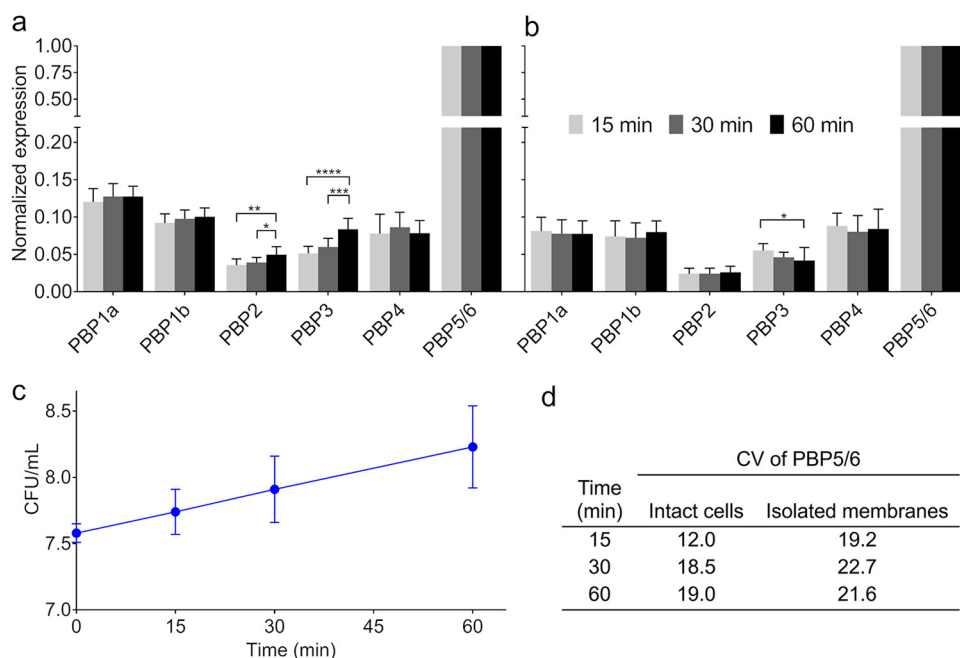 a
b
1.00
0.75
0.50
0.20
0.15
0.10
0.05
0.00
Normalized expression
15 min 30 min 60 min
** * **** *** *
PBP1a PBP1b PBP2 PBP3 PBP4 PBP5/6 PBP1a PBP1b PBP2 PBP3 PBP4 PBP5/6
c
8.5
8.0
7.5
7.0
CFU/mL
0 15 30 45 60
Time (min)
d
CV of PBP5/6
Time (min) Intact cells Isolated membranes
15 12.0 19.2
30 18.5 22.7
60 19.0 21.6